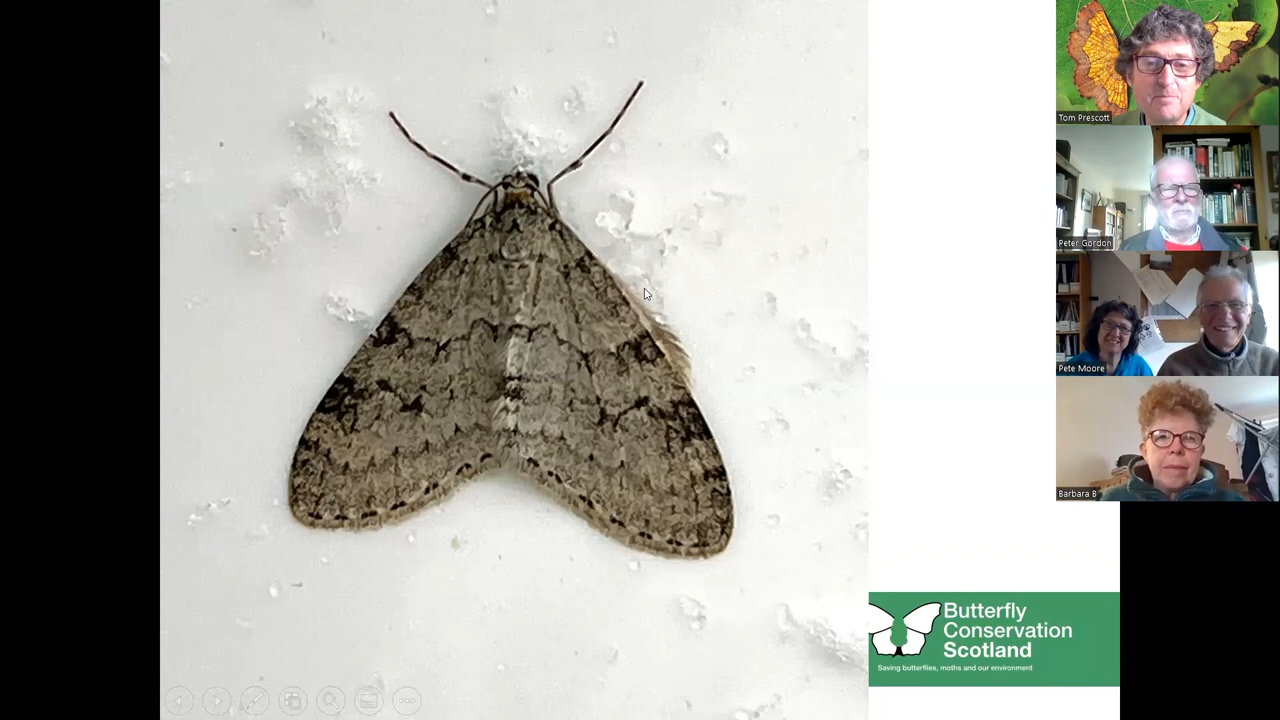 Tom Prescott
Peter Gordon
Pete Moore
Barbara B
Butterfly
Conservation
Scotland
Saving butterflies, moths and our environment